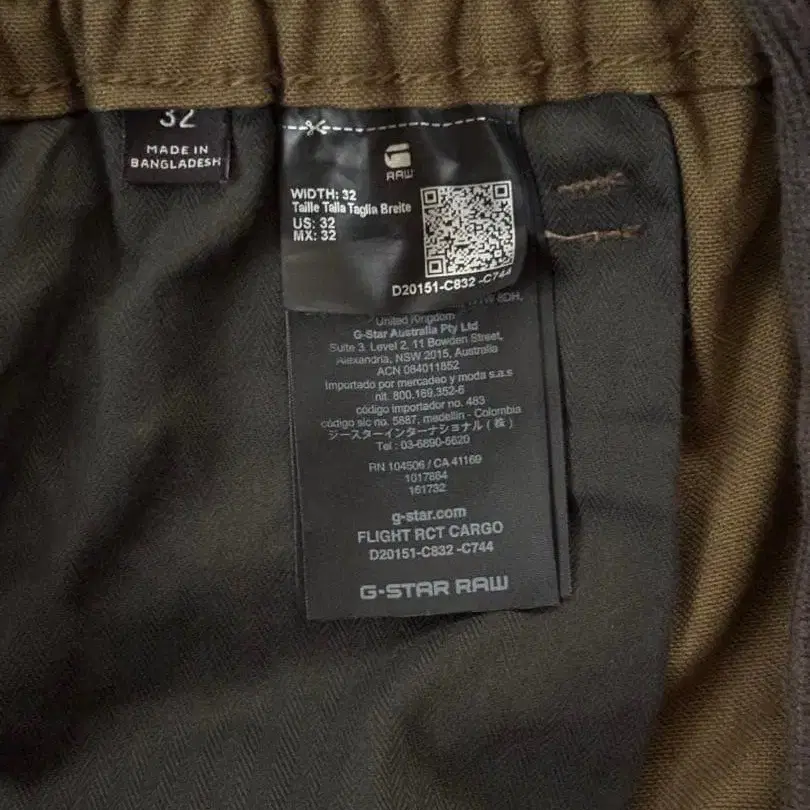 32
MADE IN
BANGLADESH
RAW
WIDTH: 32
Taille Talla Taglia Breite
US: 32
MX: 32
D20151-C832-C744
8DH,
United Kingdom
G-Star Australia Pty Ltd
Suite 3, Level 2, 11 Bowden Street,
Alexandria, NSW 2015, Australia
ACN 084011852
Importado por mercadeo y moda s.a.s
nit. 800.169.352-6
código importador no. 483
código sic no. 5887, medellin - Colombia
ジースターインターナショナル(株)
Tel : 03-6890-5620
RN 104506 / CA 41169
1017884
161732
g-star.com
FLIGHT RCT CARGO
D20151-C832-C744
G-STAR RAW